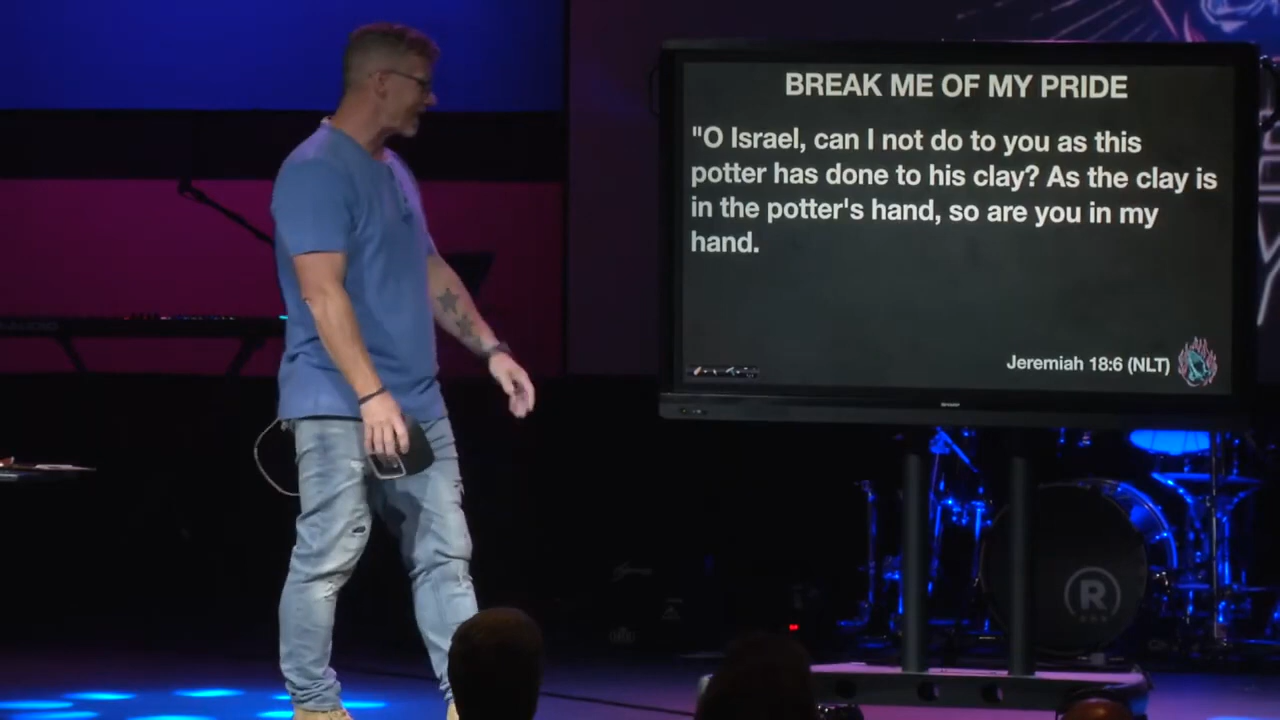 BREAK ME OF MY PRIDE
"O Israel, can I not do to you as this
potter has done to his clay? As the clay is
in the potter's hand, so are you in my
hand.
Jeremiah 18:6 (NLT)
SHARP
R